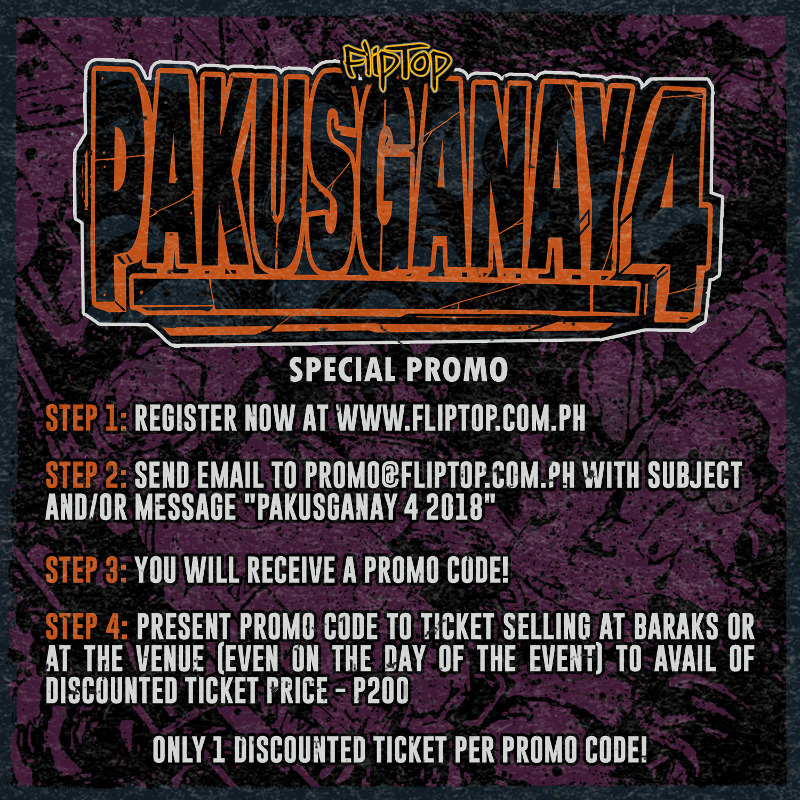 FlipTop
PAKUSGANAY 4
SPECIAL PROMO
STEP 1: REGISTER NOW AT WWW.FLIPTOP.COM.PH
STEP 2: SEND EMAIL TO PROMO@FLIPTOP.COM.PH WITH SUBJECT
AND/OR MESSAGE "PAKUSGANAY 4 2018"
STEP 3: YOU WILL RECEIVE A PROMO CODE!
STEP 4: PRESENT PROMO CODE TO TICKET SELLING AT BARAKS OR
AT THE VENUE (EVEN ON THE DAY OF THE EVENT) TO AVAIL OF
DISCOUNTED TICKET PRICE - P200
ONLY 1 DISCOUNTED TICKET PER PROMO CODE!